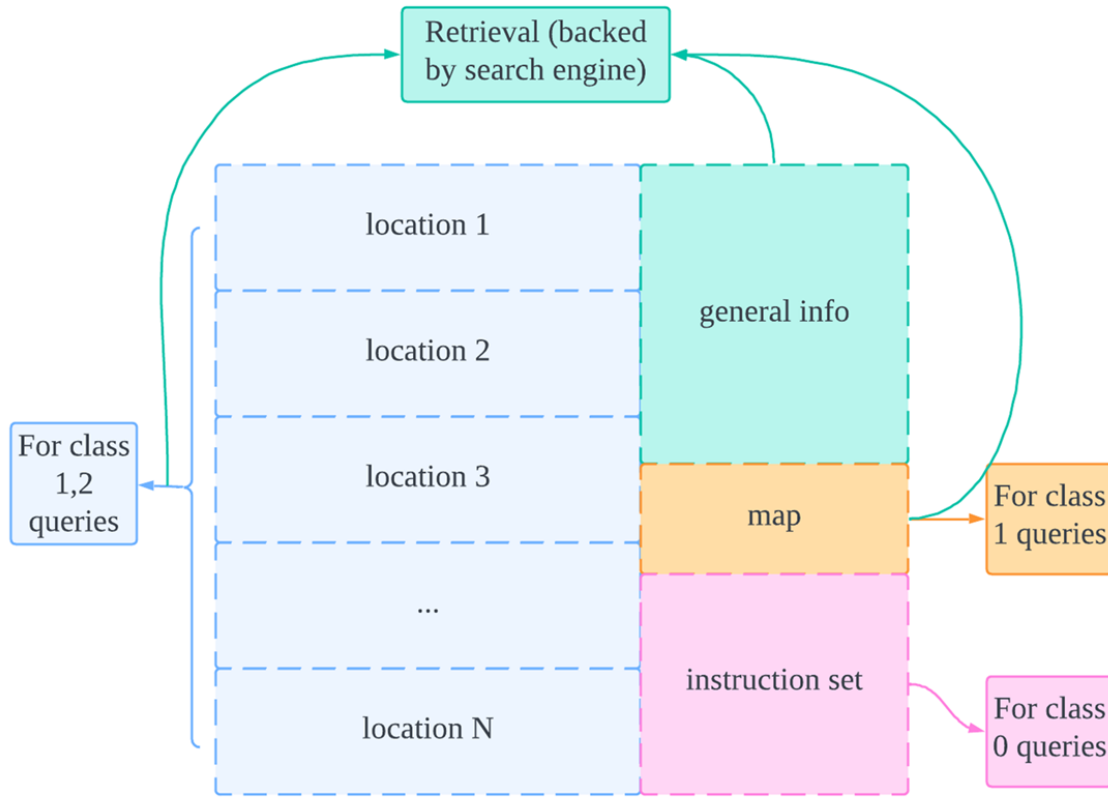 Retrieval (backed
by search engine)
location 1
general info
location 2
For class
1,2
queries
location 3
map
For class
1 queries
...
instruction set
For class
0 queries
location N